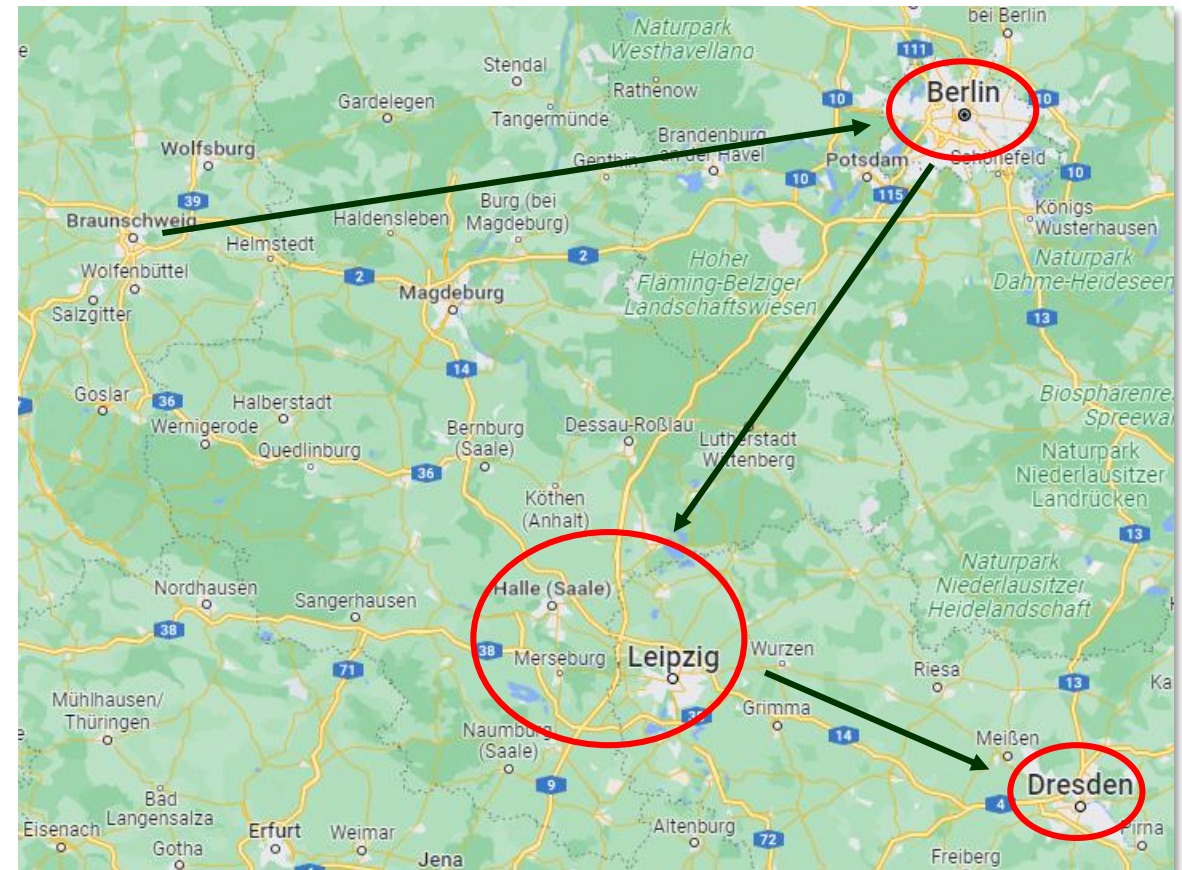 bei Berlin
Naturpark
Westhavelland
111
Stendal
Rathenow
Berlin
10
10
Gardelegen
Tangermünde
Brandenburg
an der Havel
Wolfsburg
Genthin
Potsdam
Schönefeld
10
10
39
115
Burg (bei
Magdeburg)
Haldensleben
Braunschweig
Königs
Wusterhausen
Helmstedt
2
2
Hoher
Fläming-Belziger
Landschaftswiesen
Naturpark
Dahme-Heideseen
Wolfenbüttel
Magdeburg
Salzgitter
13
14
Goslar
36
Halberstadt
Wernigerode
Biosphärenre
Spreewa
Bernburg
(Saale)
Dessau-Roßlau
Lutherstadt
Wittenberg
Quedlinburg
36
Naturpark
Niederlausitzer
Landrücken
Köthen
(Anhalt)
13
Naturpark
Niederlausitzer
Heidelandschaft
Nordhausen
Halle (Saale)
Sangerhausen
38
38
71
Merseburg
Leipzig
Wurzen
Riesa
13
Ka
Mühlhausen/
Thüringen
Grimma
38
14
Naumburg
(Saale)
Meißen
9
Dresden
4
Bad
Langensalza
Eisenach
Erfurt
Weimar
Altenburg
72
Pirna
Gotha
Jena
Freiberg